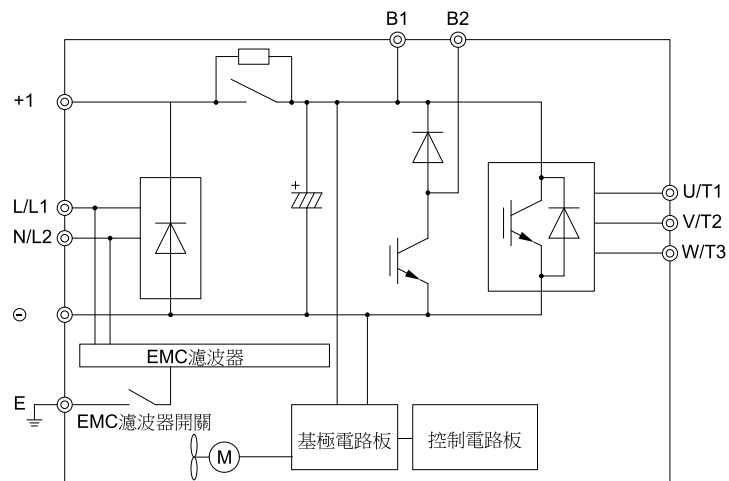 B1
B2
+1
L/L1
N/L2
+
U/T1
V/T2
W/T3
⊖
EMC濾波器
E
EMC濾波器開關
基極電路板
控制電路板
M